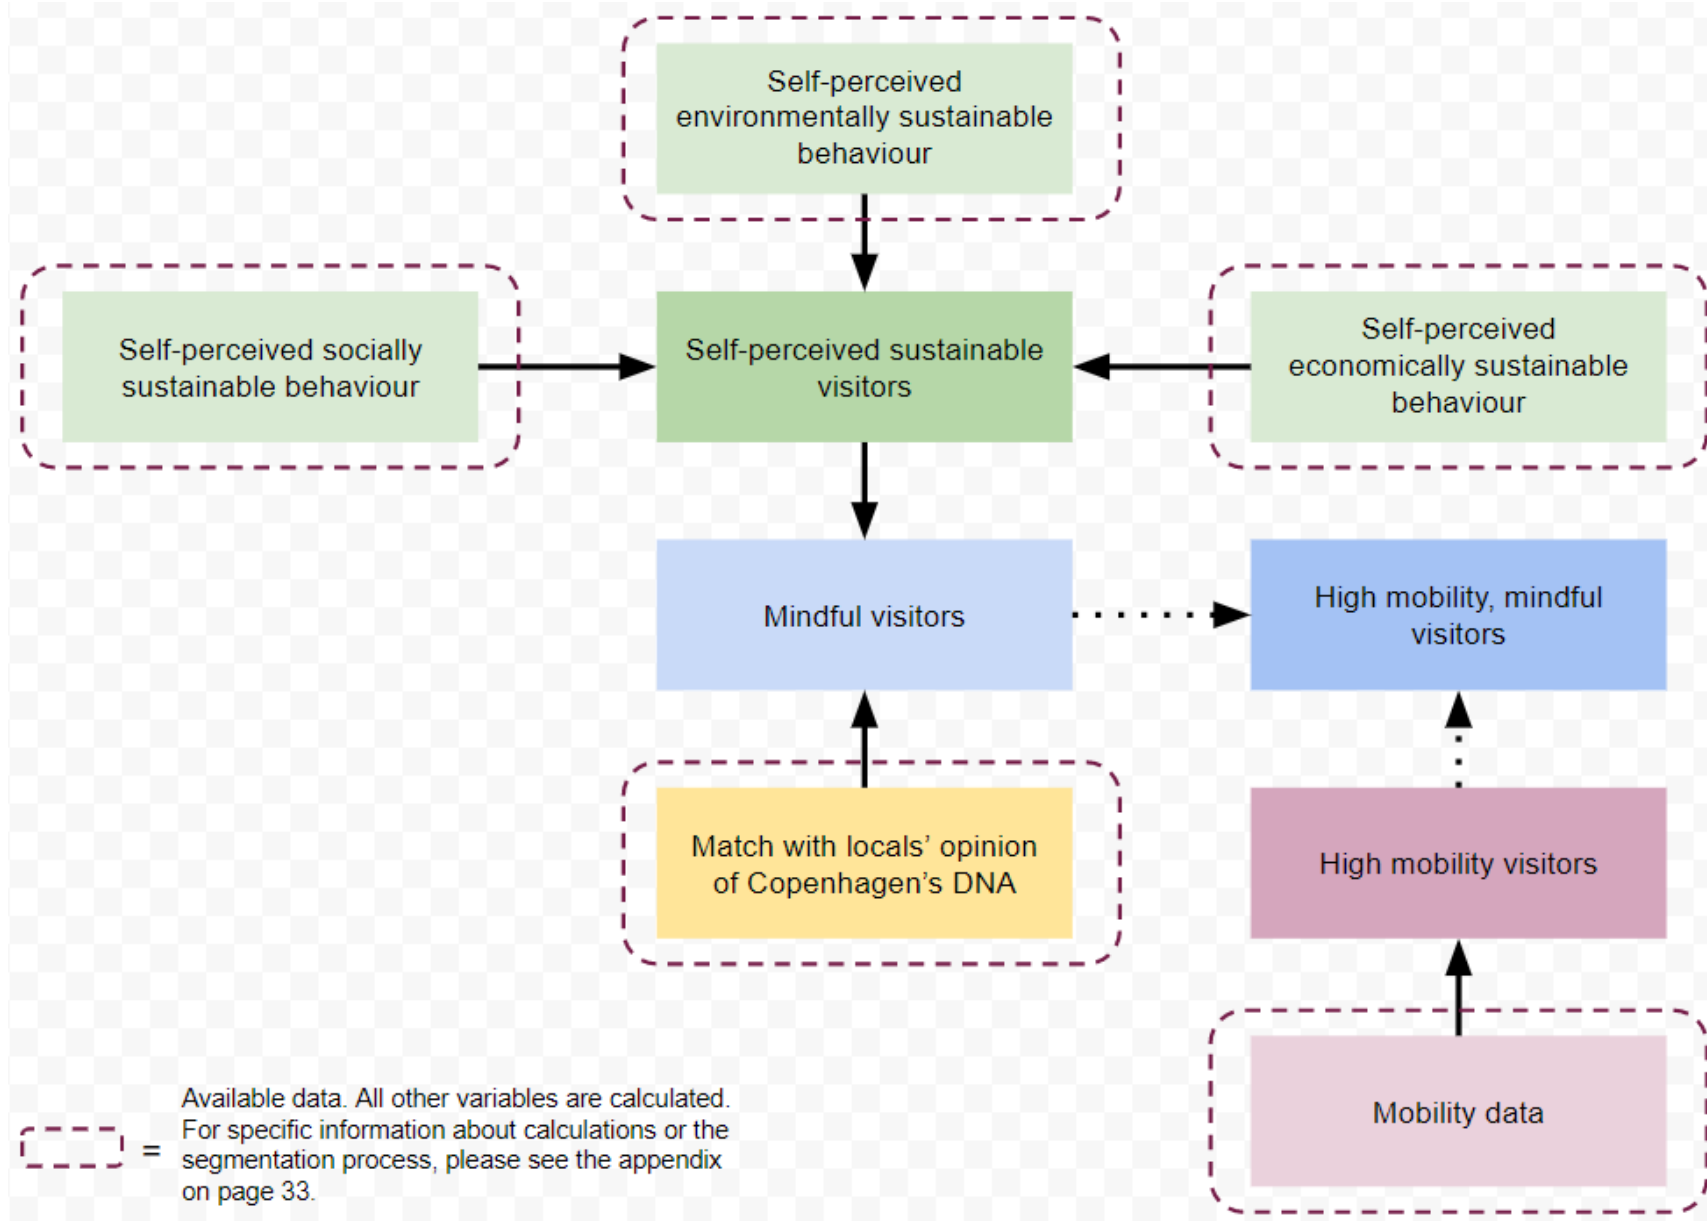 Self-perceived
environmentally sustainable
behaviour
Self-perceived socially
sustainable behaviour
Self-perceived sustainable
visitors
Self-perceived
economically sustainable
behaviour
Mindful visitors
High mobility, mindful
visitors
Match with locals’ opinion
of Copenhagen’s DNA
High mobility visitors
Mobility data
=
Available data. All other variables are calculated.
For specific information about calculations or the
segmentation process, please see the appendix
on page 33.